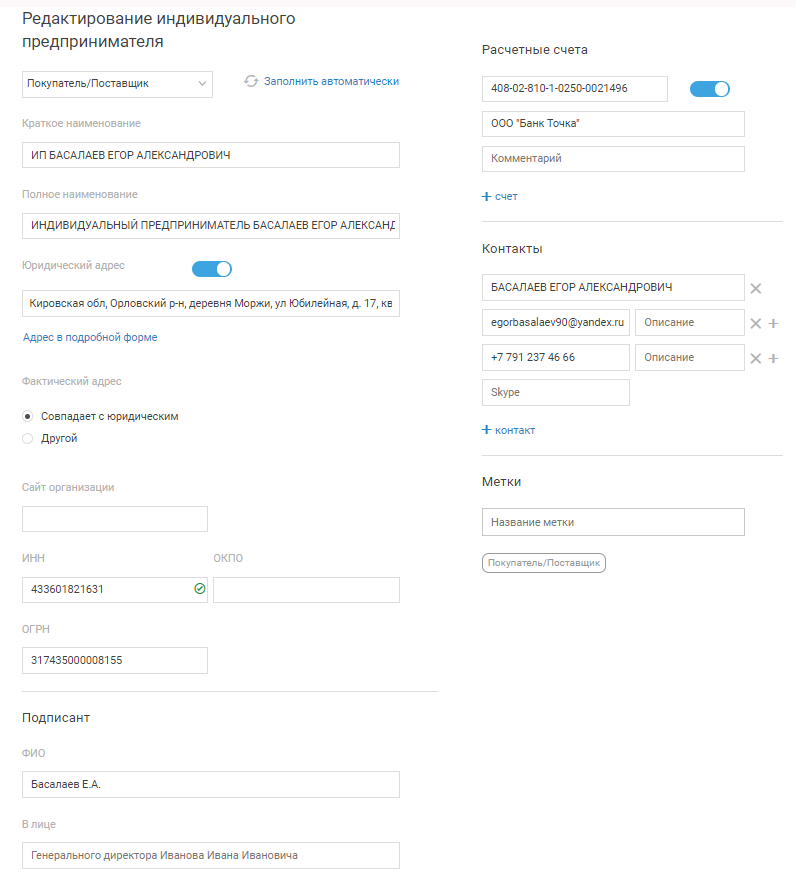 Редактирование индивидуального
предпринимателя
Покупатель/Поставщик
Заполнить автоматически
Краткое наименование
ИП БАСАЛАЕВ ЕГОР АЛЕКСАНДРОВИЧ
Полное наименование
ИНДИВИДУАЛЬНЫЙ ПРЕДПРИНИМАТЕЛЬ БАСАЛАЕВ ЕГОР АЛЕКСАНД
Юридический адрес
Кировская обл, Орловский р-н, деревня Моржи, ул Юбилейная, д. 17, кв
Адрес в подробной форме
Фактический адрес
Совпадает с юридическим
Другой
Сайт организации
ИНН ОКПО
433601821631
ОГРН
317435000008155
Подписант
ФИО
Басалаев Е.А.
В лице
Генерального директора Иванова Ивана Ивановича
Расчетные счета
408-02-810-1-0250-0021496
ООО "Банк Точка"
Комментарий
+ счет
Контакты
БАСАЛАЕВ ЕГОР АЛЕКСАНДРОВИЧ
egorbasalaev90@yandex.ru Описание
+7 791 237 46 66 Описание
Skype
+ контакт
Метки
Название метки
Покупатель/Поставщик